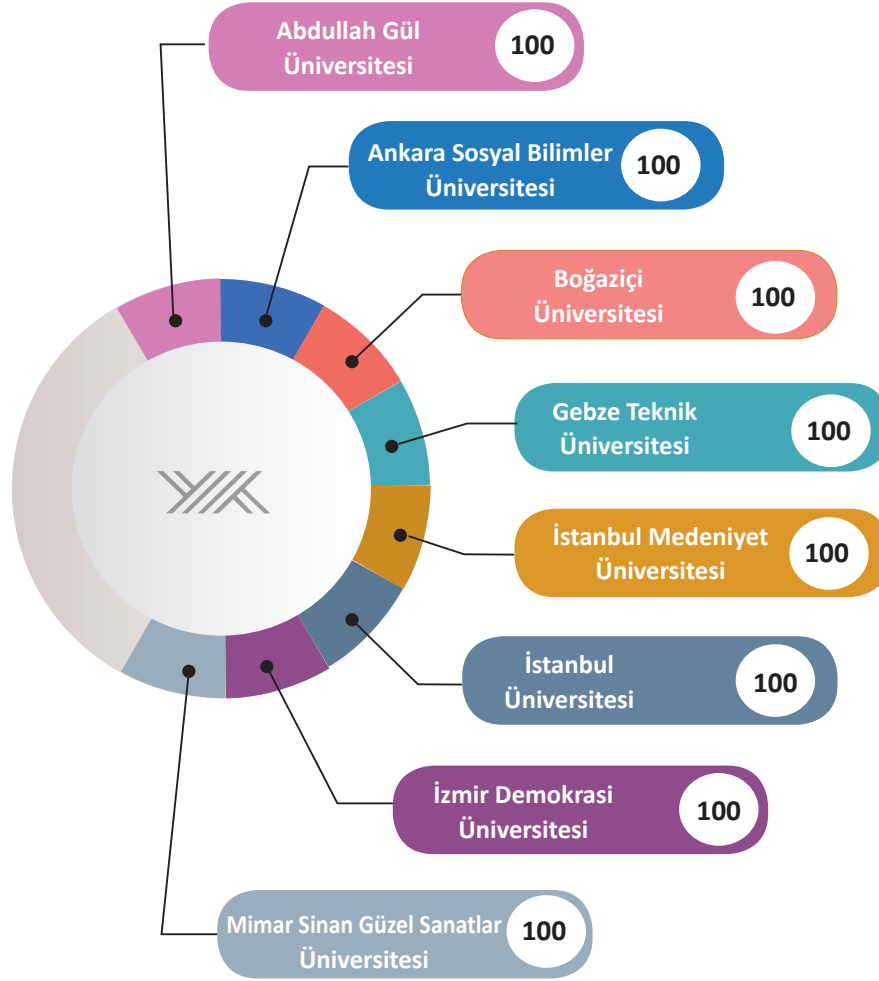 Abdullah Gül
Üniversitesi
100
Ankara Sosyal Bilimler
Üniversitesi
100
Boğaziçi
Üniversitesi
100
Gebze Teknik
Üniversitesi
100
İstanbul Medeniyet
Üniversitesi
100
İstanbul
Üniversitesi
100
İzmir Demokrasi
Üniversitesi
100
Mimar Sinan Güzel Sanatlar
Üniversitesi
100